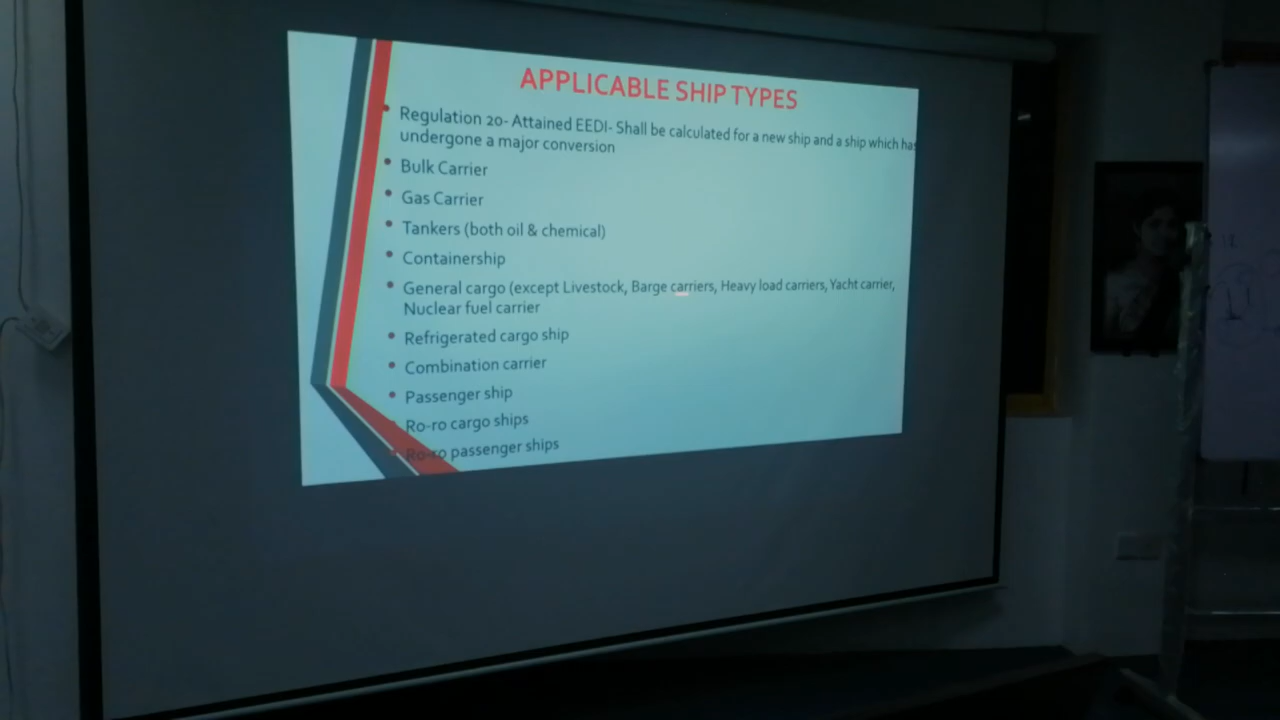 APPLICABLE SHIP TYPES
Regulation 20- Attained EEDI- Shall be calculated for a new ship and a ship which has
undergone a major conversion
Bulk Carrier
Gas Carrier
Tankers (both oil & chemical)
Containership
General cargo (except Livestock, Barge carriers, Heavy load carriers, Yacht carrier,
Nuclear fuel carrier
Refrigerated cargo ship
Combination carrier
Passenger ship
Ro-ro cargo ships
Ro-ro passenger ships